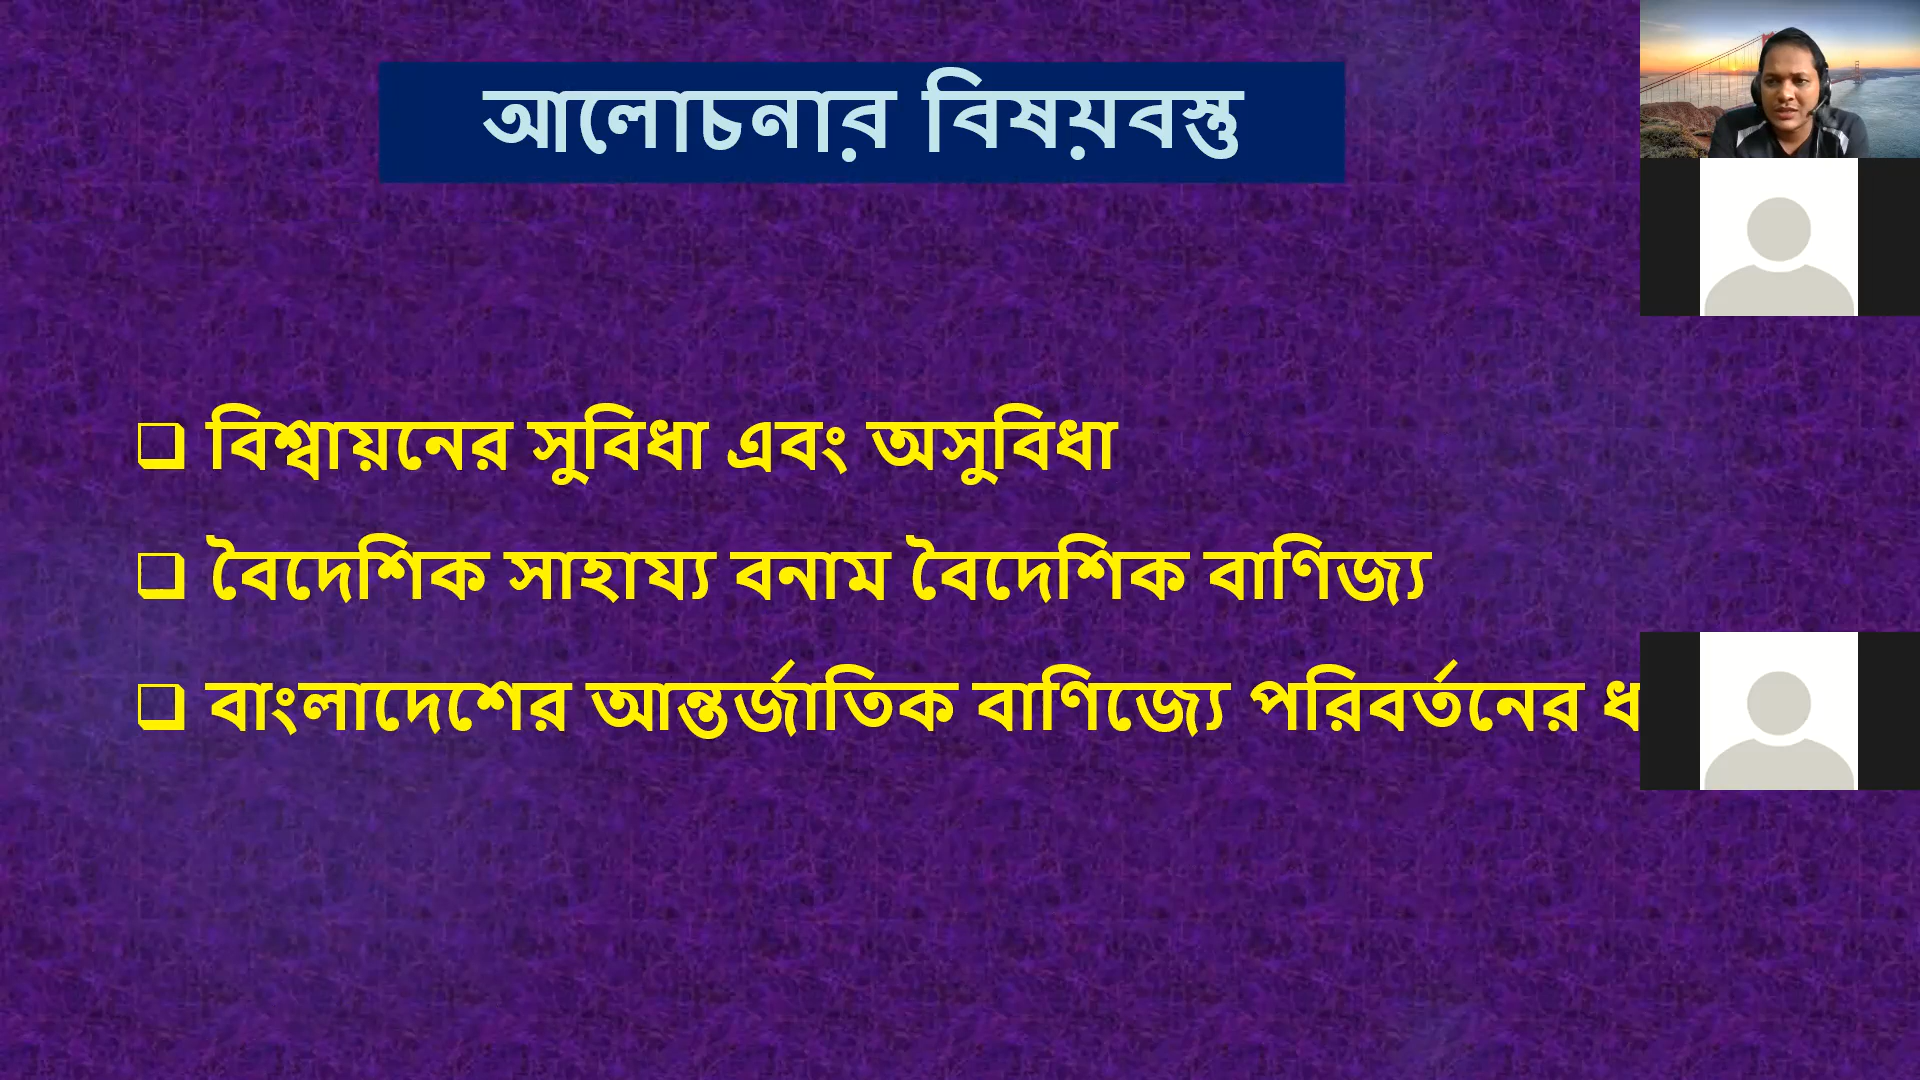 আলোচনার বিষয়বস্তু
বিশ্বায়নের সুবিধা এবং অসুবিধা
বৈদেশিক সাহায্য বনাম বৈদেশিক বাণিজ্য
বাংলাদেশের আন্তর্জাতিক বাণিজ্যে পরিবর্তনের